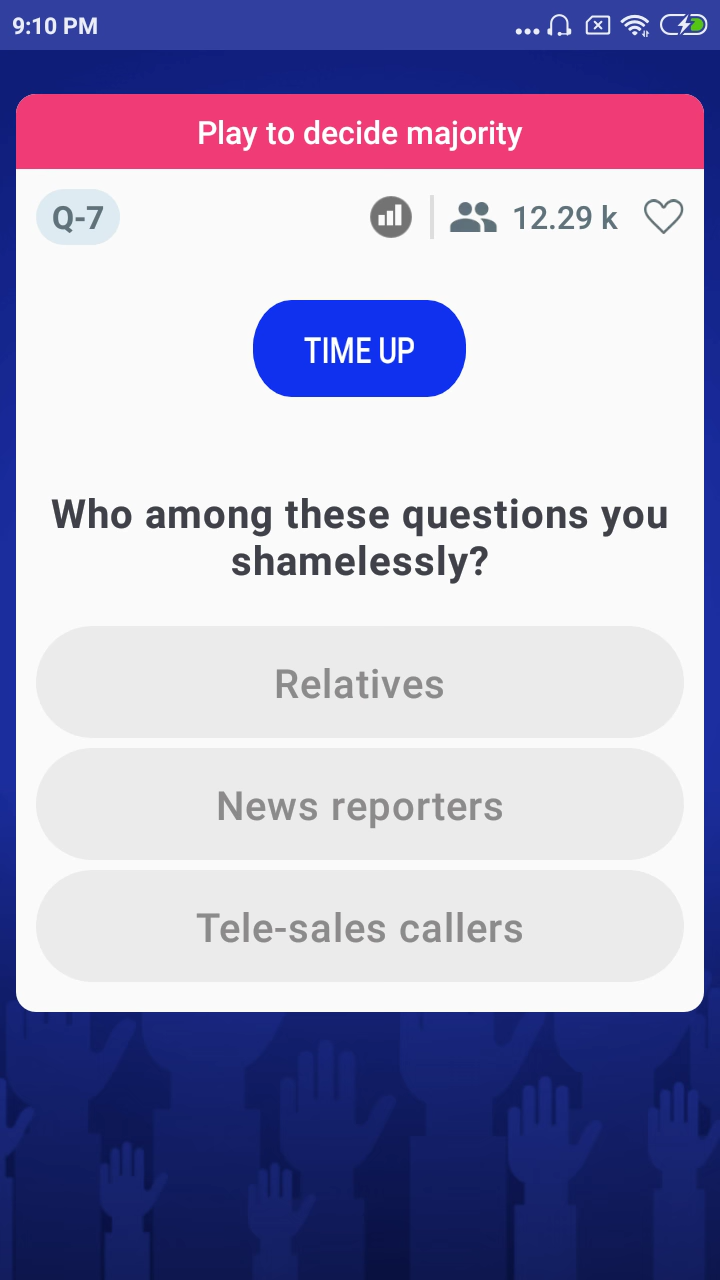 9:10 PM
Play to decide majority
Q-7
12.29 k
TIME UP
Who among these questions you
shamelessly?
Relatives
News reporters
Tele-sales callers